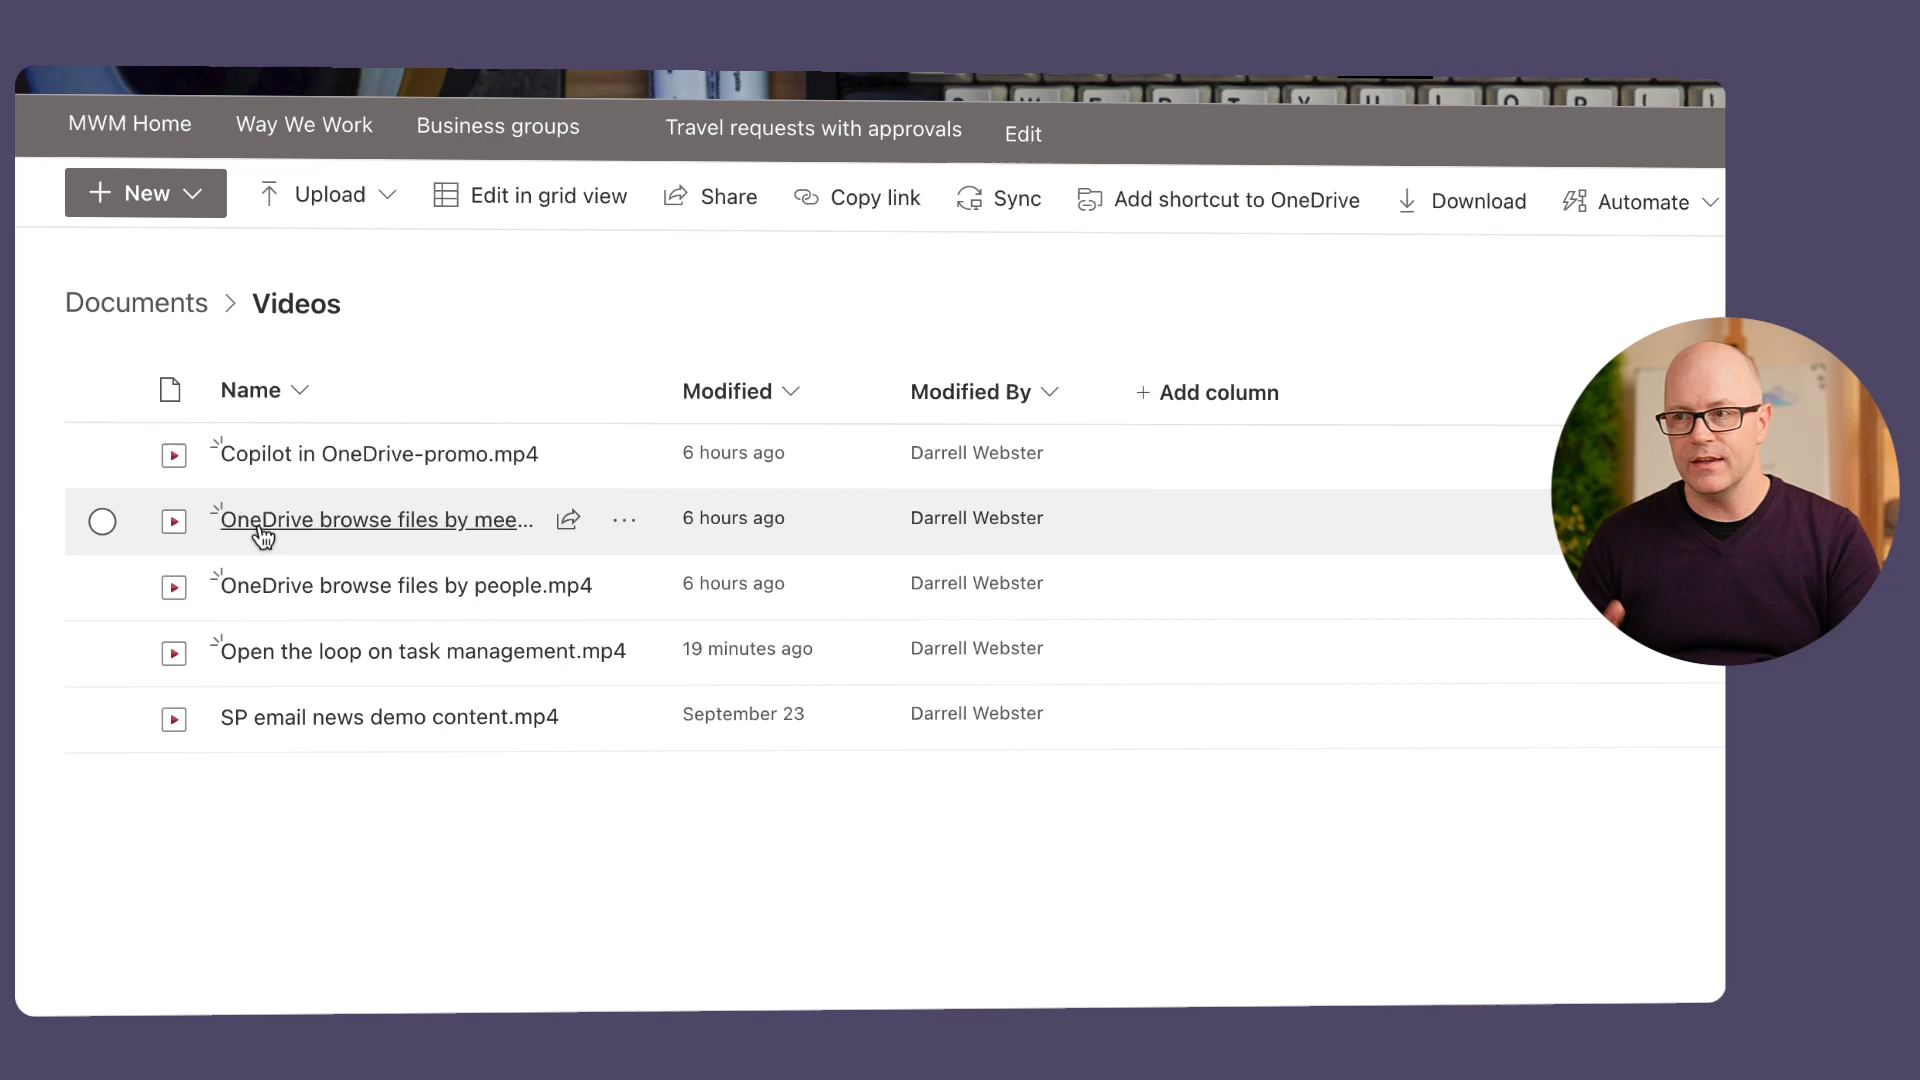 MWM Home Way We Work Business groups Travel requests with approvals Edit
New Upload Edit in grid view Share Copy link Sync Add shortcut to OneDrive Download Automate
Documents > Videos
Name Modified Modified By + Add column
Copilot in OneDrive-promo.mp4 6 hours ago Darrell Webster
OneDrive browse files by mee... 6 hours ago Darrell Webster
OneDrive browse files by people.mp4 6 hours ago Darrell Webster
Open the loop on task management.mp4 19 minutes ago Darrell Webster
SP email news demo content.mp4 September 23 Darrell Webster